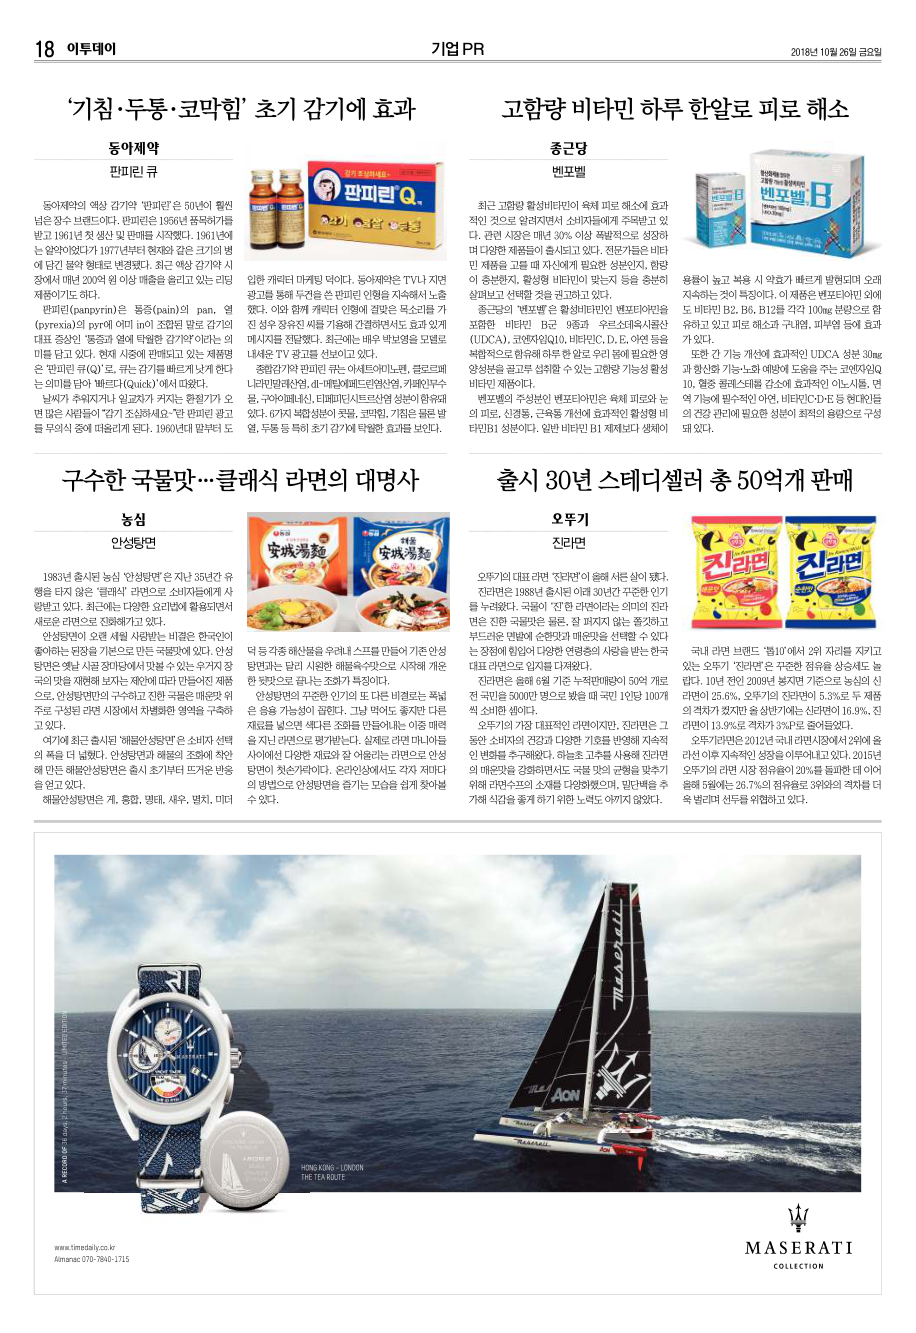 18 이투데이
기업 PR
2018년 10월 26일 금요일
‘기침·두통·코막힘’ 초기 감기에 효과
동아제약
판피린 큐
동아제약의 액상 감기약 ‘판피린’은 50년이 훨씬
넘은 장수 브랜드이다. 판피린은 1956년 품목허가를
받고 1961년 첫 생산 및 판매를 시작했다. 1961년에
는 알약이었다가 1977년부터 현재와 같은 크기의 병
에 담긴 물약 형태로 변경됐다. 최근 액상 감기약 시
장에서 매년 200억 원 이상 매출을 올리고 있는 리딩
제품이기도 하다.
판피린(panpyrin)은 통증(pain)의 pan, 열
(pyrexia)의 pyr에 어미 in이 조합된 말로 감기의
대표 증상인 ‘통증과 열에 탁월한 감기약’이라는 의
미를 담고 있다. 현재 시중에 판매되고 있는 제품명
은 ‘판피린 큐(Q)’로, 큐는 감기를 빠르게 낫게 한다
는 의미를 담아 ‘빠르다(Quick)’에서 따왔다.
날씨가 추워지거나 일교차가 커지는 환절기가 오
면 많은 사람들이 “감기 조심하세요~”란 판피린 광고
를 무의식 중에 떠올리게 된다. 1960년대 말부터 도
감기 조심하세요~
판피린Q
입한 캐릭터 마케팅 덕이다. 동아제약은 TV나 지면
광고를 통해 두건을 쓴 판피린 인형을 지속해서 노출
했다. 이와 함께 캐릭터 인형에 걸맞은 목소리를 가
진 성우 장유진 씨를 기용해 간결하면서도 효과 있게
메시지를 전달했다. 최근에는 배우 박보영을 모델로
내세운 TV 광고를 선보이고 있다.
종합감기약 판피린 큐는 아세트아미노펜, 클로르페
니라민말레산염, dl-메틸에페드린염산염, 카페인무수
물, 구아이페네신, 티페피딘시트르산염 성분이 함유돼
있다. 6가지 복합성분이 콧물, 코막힘, 기침은 물론 발
열, 두통 등 특히 초기 감기에 탁월한 효과를 보인다.
고함량 비타민 하루 한알로 피로 해소
종근당
벤포벨
최근 고함량 활성비타민이 육체 피로 해소에 효과
적인 것으로 알려지면서 소비자들에게 주목받고 있
다. 관련 시장은 매년 30% 이상 폭발적으로 성장하
며 다양한 제품들이 출시되고 있다. 전문가들은 비타
민 제품을 고를 때 자신에게 필요한 성분인지, 함량
이 충분한지, 활성형 비타민이 맞는지 등을 충분히
살펴보고 선택할 것을 권고하고 있다.
종근당의 ‘벤포벨’은 활성비타민인 벤포티아민을
포함한 비타민 B군 9종과 우르소데옥시콜산
(UDCA), 코엔자임Q10, 비타민C, D, E, 아연 등을
복합적으로 함유해 하루 한 알로 우리 몸에 필요한 영
양성분을 골고루 섭취할 수 있는 고함량 기능성 활성
비타민 제품이다.
벤포벨의 주성분인 벤포티아민은 육체 피로와 눈
의 피로, 신경통, 근육통 개선에 효과적인 활성형 비
타민B1 성분이다. 일반 비타민 B1 제제보다 생체이
벤포벨 B
용률이 높고 복용 시 약효가 빠르게 발현되며 오래
지속하는 것이 특징이다. 이 제품은 벤포티아민 외에
도 비타민 B2, B6, B12를 각각 100㎎ 분량으로 함
유하고 있고 피로 해소과 구내염, 피부염 등에 효과
가 있다.
또한 간 기능 개선에 효과적인 UDCA 성분 30㎎
과 항산화 기능·노화 예방에 도움을 주는 코엔자임Q
10, 혈중 콜레스테롤 감소에 효과적인 이노시톨, 면
역 기능에 필수적인 아연, 비타민C·D·E 등 현대인들
의 건강 관리에 필요한 성분이 최적의 용량으로 구성
돼 있다.
구수한 국물맛…클래식 라면의 대명사
농심
안성탕면
1983년 출시된 농심 ‘안성탕면’은 지난 35년간 유
행을 타지 않은 ‘클래식’ 라면으로 소비자들에게 사
랑받고 있다. 최근에는 다양한 요리법에 활용되면서
새로운 라면으로 진화해가고 있다.
안성탕면이 오랜 세월 사랑받는 비결은 한국인이
좋아하는 된장을 기본으로 만든 국물맛에 있다. 안성
탕면은 옛날 시골 장마당에서 맛볼 수 있는 우거지 장
국의 맛을 재현해 보자는 제안에 따라 만들어진 제품
으로, 안성탕면만의 구수하고 진한 국물은 매운맛 위
주로 구성된 라면 시장에서 차별화한 영역을 구축하
고 있다.
여기에 최근 출시된 ‘해물안성탕면’은 소비자 선택
의 폭을 더 넓혔다. 안성탕면과 해물의 조화에 착안
해 만든 해물안성탕면은 출시 초기부터 뜨거운 반응
을 얻고 있다.
해물안성탕면은 게, 홍합, 명태, 새우, 멸치, 미더
安城湯麵
해물
安城湯麵
덕 등 각종 해산물을 우려내 스프를 만들어 기존 안성
탕면과는 달리 시원한 해물육수맛으로 시작해 개운
한 뒷맛으로 끝나는 조화가 특징이다.
안성탕면의 꾸준한 인기의 또 다른 비결로는 폭넓
은 응용 가능성이 꼽힌다. 그냥 먹어도 좋지만 다른
재료를 넣으면 색다른 조화를 만들어내는 이중 매력
을 지닌 라면으로 평가받는다. 실제로 라면 마니아들
사이에선 다양한 재료와 잘 어울리는 라면으로 안성
탕면이 첫손가락이다. 온라인상에서도 각자 저마다
의 방법으로 안성탕면을 즐기는 모습을 쉽게 찾아볼
수 있다.
출시 30년 스테디셀러 총 50억개 판매
오뚜기
진라면
오뚜기의 대표 라면 ‘진라면’이 올해 서른 살이 됐다.
진라면은 1988년 출시된 이래 30년간 꾸준한 인기
를 누려왔다. 국물이 ‘진’한 라면이라는 의미의 진라
면은 진한 국물맛은 물론, 잘 퍼지지 않는 쫄깃하고
부드러운 면발에 순한맛과 매운맛을 선택할 수 있다
는 장점에 힘입어 다양한 연령층의 사랑을 받는 한국
대표 라면으로 입지를 다져왔다.
진라면은 올해 6월 기준 누적판매량이 50억 개로
전 국민을 5000만 명으로 봤을 때 국민 1인당 100개
씩 소비한 셈이다.
오뚜기의 가장 대표적인 라면이지만, 진라면은 그
동안 소비자의 건강과 다양한 기호를 반영해 지속적
인 변화를 추구해왔다. 하늘초 고추를 사용해 진라면
의 매운맛을 강화하면서도 국물 맛의 균형을 맞추기
위해 라면수프의 소재를 다양화했으며, 밀단백을 추
가해 식감을 좋게 하기 위한 노력도 아끼지 않았다.
진라면
매운맛
진라면
순한맛
국내 라면 브랜드 ‘톱10’에서 2위 자리를 지키고
있는 오뚜기 ‘진라면’은 꾸준한 점유율 상승세도 놀
랍다. 10년 전인 2009년 봉지면 기준으로 농심의 신
라면이 25.6%, 오뚜기의 진라면이 5.3%로 두 제품
의 격차가 컸지만 올 상반기에는 신라면이 16.9%, 진
라면이 13.9%로 격차가 3%P로 줄어들었다.
오뚜기라면은 2012년 국내 라면시장에서 2위에 올
라선 이후 지속적인 성장을 이루어내고 있다. 2015년
오뚜기의 라면 시장 점유율이 20%를 돌파한 데 이어
올해 5월에는 26.7%의 점유율로 3위와의 격차를 더
욱 벌리며 선두를 위협하고 있다.
A RECORD OF 36 days, 2 hours, 37 minutes - LIMITED EDITION
MASERATI
Maserati
AON
Maserati
HONG KONG - LONDON
THE TEA ROUTE
www.timedaily.co.kr
Almanac 070-7840-1715
MASERATI
COLLECTION